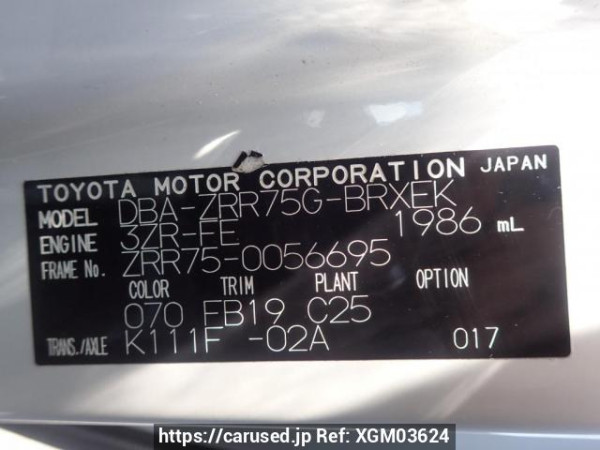 TOYOTA MOTOR CORPORATION JAPAN
MODEL DBA-ZRR75G-BRXEK
ENGINE 3ZR-FE 1986 mL
FRAME No. ZRR75-0056695
COLOR TRIM PLANT OPTION
070 FB19 C25
TRANS./AXLE K111F -02A 017
https://carused.jp Ref: XGM03624